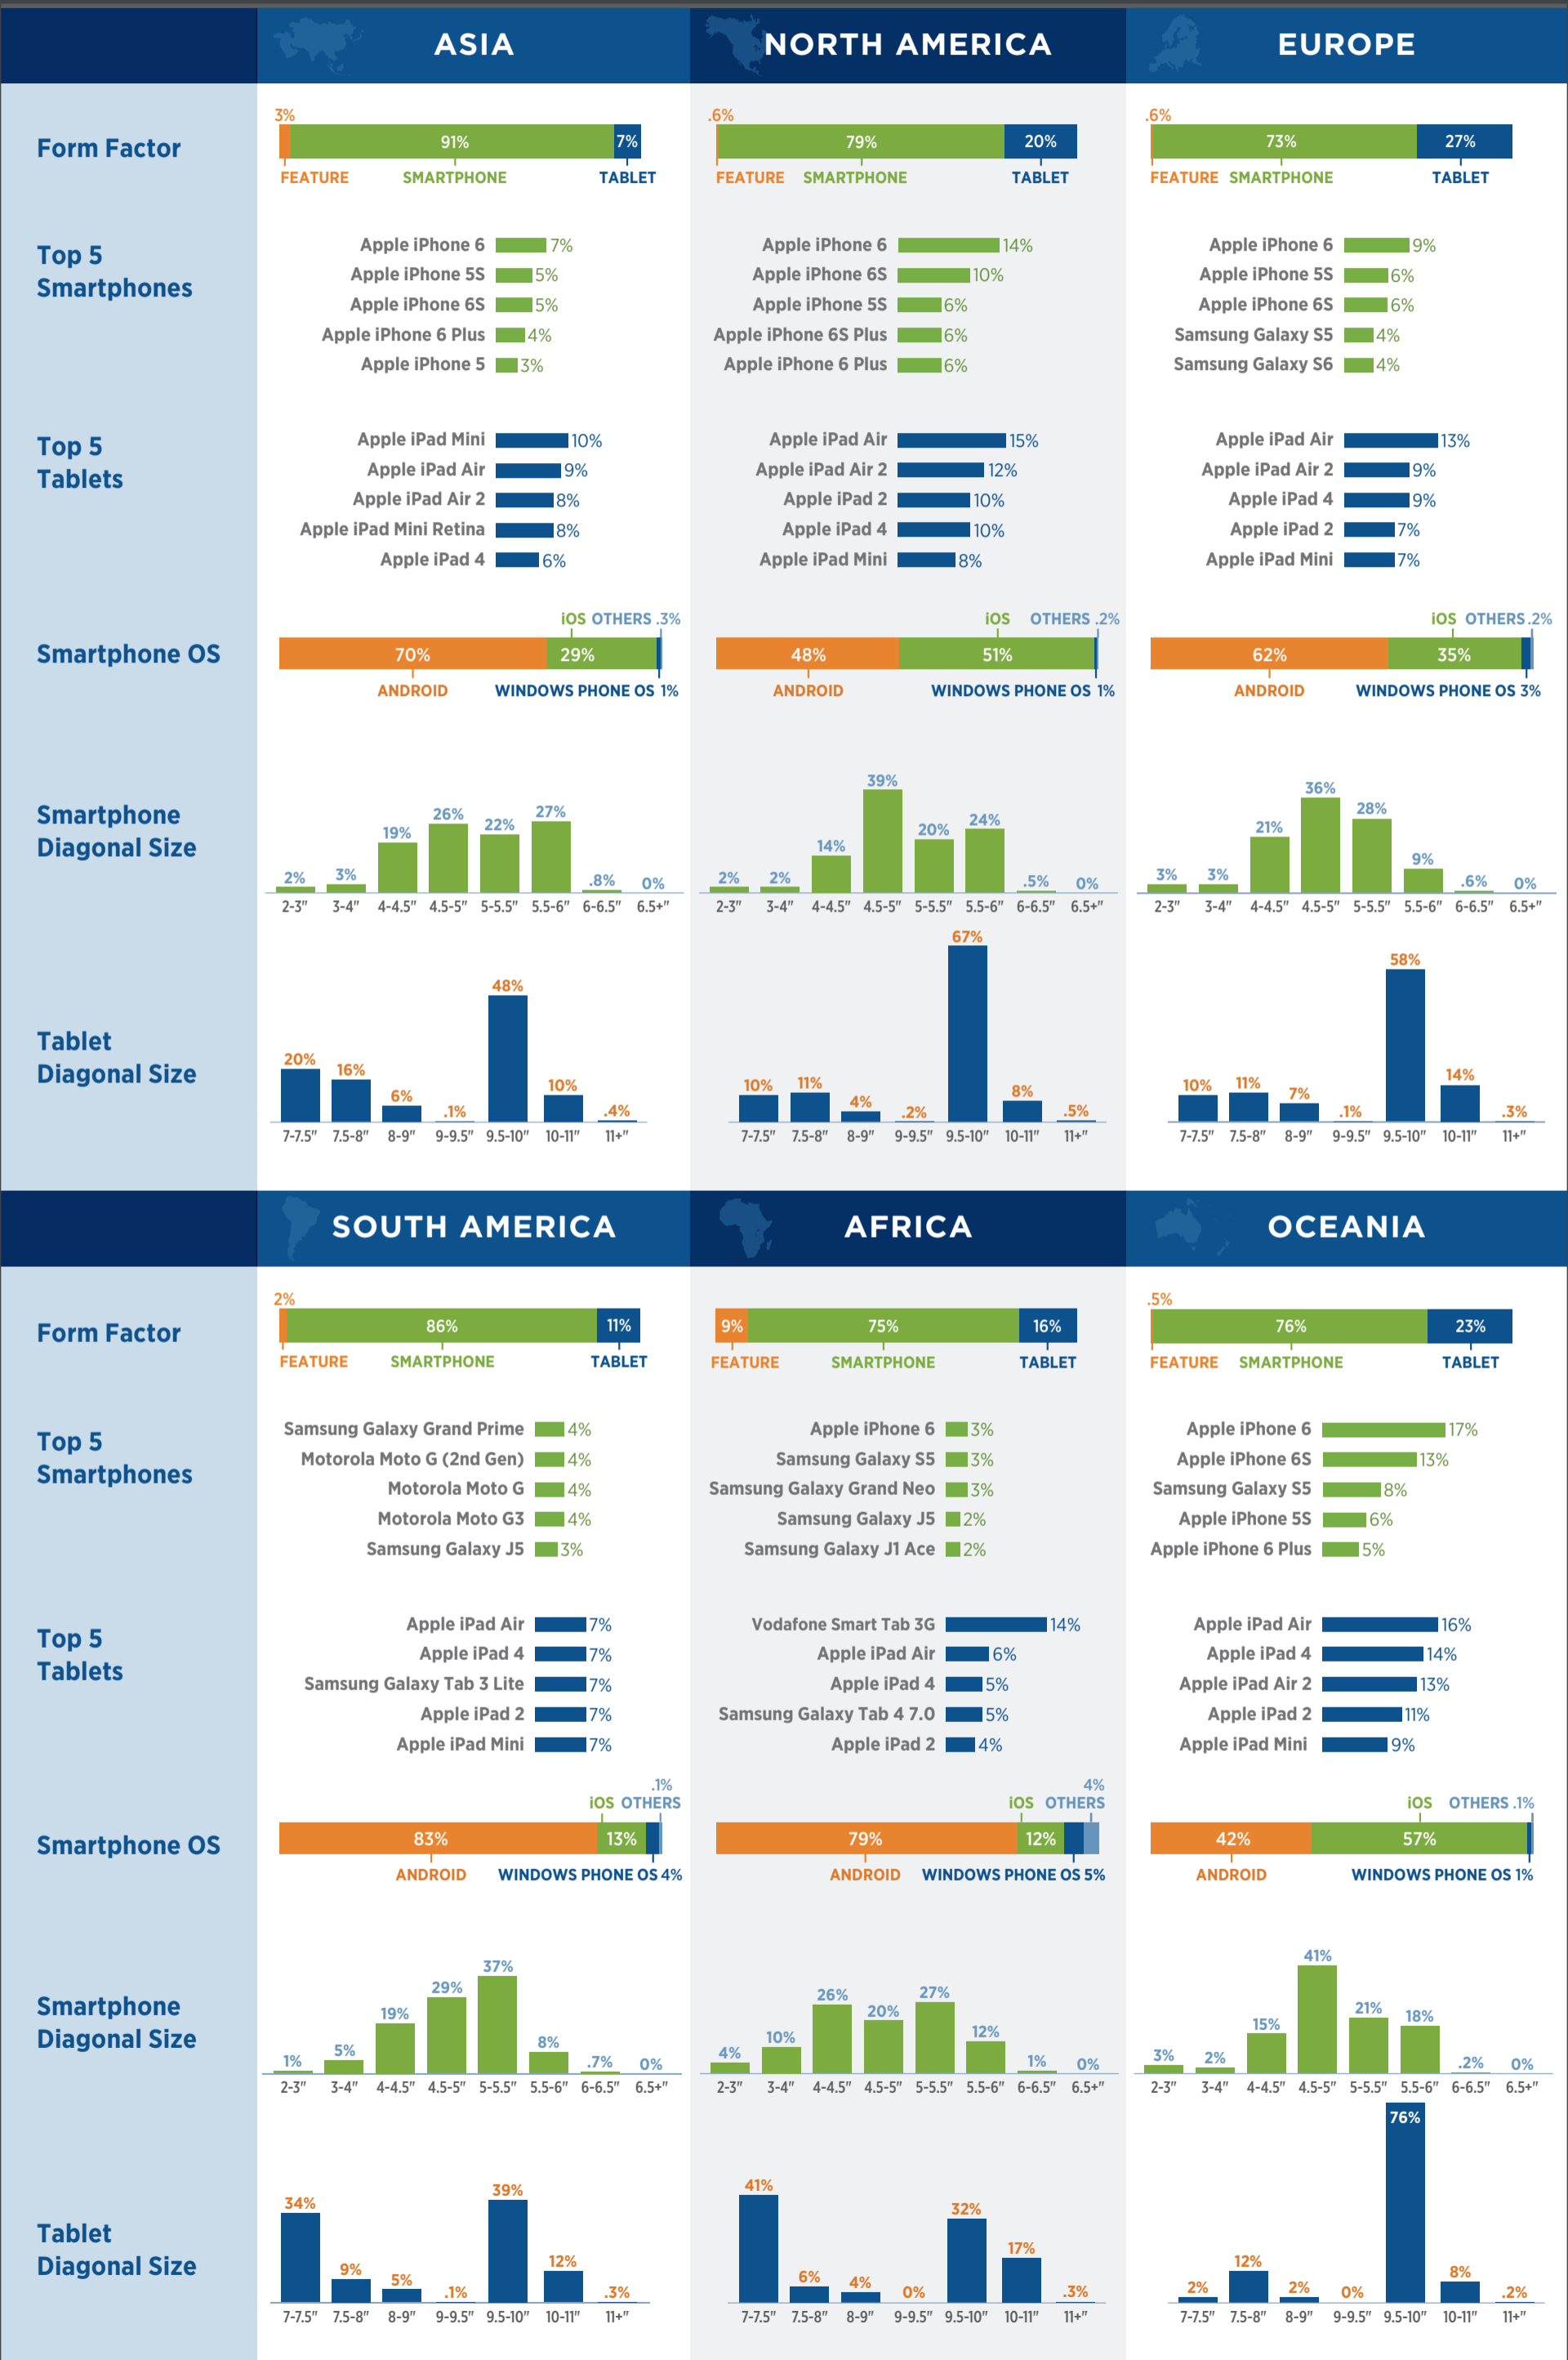 ASIA
NORTH AMERICA
EUROPE
Form Factor
3%
91%
7%
FEATURE SMARTPHONE TABLET
.6%
79%
20%
FEATURE SMARTPHONE TABLET
.6%
73%
27%
FEATURE SMARTPHONE TABLET
Top 5
Smartphones
Apple iPhone 6 7%
Apple iPhone 5S 5%
Apple iPhone 6S 5%
Apple iPhone 6 Plus 4%
Apple iPhone 5 3%
Apple iPhone 6 14%
Apple iPhone 6S 10%
Apple iPhone 5S 6%
Apple iPhone 6S Plus 6%
Apple iPhone 6 Plus 6%
Apple iPhone 6 9%
Apple iPhone 5S 6%
Apple iPhone 6S 6%
Samsung Galaxy S5 4%
Samsung Galaxy S6 4%
Top 5
Tablets
Apple iPad Mini 10%
Apple iPad Air 9%
Apple iPad Air 2 8%
Apple iPad Mini Retina 8%
Apple iPad 4 6%
Apple iPad Air 15%
Apple iPad Air 2 12%
Apple iPad 2 10%
Apple iPad 4 10%
Apple iPad Mini 8%
Apple iPad Air 13%
Apple iPad Air 2 9%
Apple iPad 4 9%
Apple iPad 2 7%
Apple iPad Mini 7%
Smartphone OS
iOS OTHERS .3%
70% 29%
ANDROID WINDOWS PHONE OS 1%
iOS OTHERS .2%
48% 51%
ANDROID WINDOWS PHONE OS 1%
iOS OTHERS .2%
62% 35%
ANDROID WINDOWS PHONE OS 3%
Smartphone
Diagonal Size
2% 3% 19% 26% 22% 27% .8% 0%
2-3" 3-4" 4-4.5" 4.5-5" 5-5.5" 5.5-6" 6-6.5" 6.5+"
2% 2% 14% 39% 20% 24% .5% 0%
2-3" 3-4" 4-4.5" 4.5-5" 5-5.5" 5.5-6" 6-6.5" 6.5+"
3% 3% 21% 36% 28% 9% .6% 0%
2-3" 3-4" 4-4.5" 4.5-5" 5-5.5" 5.5-6" 6-6.5" 6.5+"
Tablet
Diagonal Size
20% 16% 6% .1% 48% 10% .4%
7-7.5" 7.5-8" 8-9" 9-9.5" 9.5-10" 10-11" 11+"
10% 11% 4% .2% 67% 8% .5%
7-7.5" 7.5-8" 8-9" 9-9.5" 9.5-10" 10-11" 11+"
10% 11% 7% .1% 58% 14% .3%
7-7.5" 7.5-8" 8-9" 9-9.5" 9.5-10" 10-11" 11+"
SOUTH AMERICA
AFRICA
OCEANIA
Form Factor
2%
86%
11%
FEATURE SMARTPHONE TABLET
9%
75%
16%
FEATURE SMARTPHONE TABLET
.5%
76%
23%
FEATURE SMARTPHONE TABLET
Top 5
Smartphones
Samsung Galaxy Grand Prime 4%
Motorola Moto G (2nd Gen) 4%
Motorola Moto G 4%
Motorola Moto G3 4%
Samsung Galaxy J5 3%
Apple iPhone 6 3%
Samsung Galaxy S5 3%
Samsung Galaxy Grand Neo 3%
Samsung Galaxy J5 2%
Samsung Galaxy J1 Ace 2%
Apple iPhone 6 17%
Apple iPhone 6S 13%
Samsung Galaxy S5 8%
Apple iPhone 5S 6%
Apple iPhone 6 Plus 5%
Top 5
Tablets
Apple iPad Air 7%
Apple iPad 4 7%
Samsung Galaxy Tab 3 Lite 7%
Apple iPad 2 7%
Apple iPad Mini 7%
Vodafone Smart Tab 3G 14%
Apple iPad Air 6%
Apple iPad 4 5%
Samsung Galaxy Tab 4 7.0 5%
Apple iPad 2 4%
Apple iPad Air 16%
Apple iPad 4 14%
Apple iPad Air 2 13%
Apple iPad 2 11%
Apple iPad Mini 9%
Smartphone OS
.1%
iOS OTHERS
83% 13%
ANDROID WINDOWS PHONE OS 4%
4%
iOS OTHERS
79% 12%
ANDROID WINDOWS PHONE OS 5%
iOS OTHERS .1%
42% 57%
ANDROID WINDOWS PHONE OS 1%
Smartphone
Diagonal Size
1% 5% 19% 29% 37% 8% .7% 0%
2-3" 3-4" 4-4.5" 4.5-5" 5-5.5" 5.5-6" 6-6.5" 6.5+"
4% 10% 26% 20% 27% 12% 1% 0%
2-3" 3-4" 4-4.5" 4.5-5" 5-5.5" 5.5-6" 6-6.5" 6.5+"
3% 2% 15% 41% 21% 18% .2% 0%
2-3" 3-4" 4-4.5" 4.5-5" 5-5.5" 5.5-6" 6-6.5" 6.5+"
Tablet
Diagonal Size
34% 9% 5% .1% 39% 12% .3%
7-7.5" 7.5-8" 8-9" 9-9.5" 9.5-10" 10-11" 11+"
41% 6% 4% 0% 32% 17% .3%
7-7.5" 7.5-8" 8-9" 9-9.5" 9.5-10" 10-11" 11+"
2% 12% 2% 0% 76% 8% .2%
7-7.5" 7.5-8" 8-9" 9-9.5" 9.5-10" 10-11" 11+"